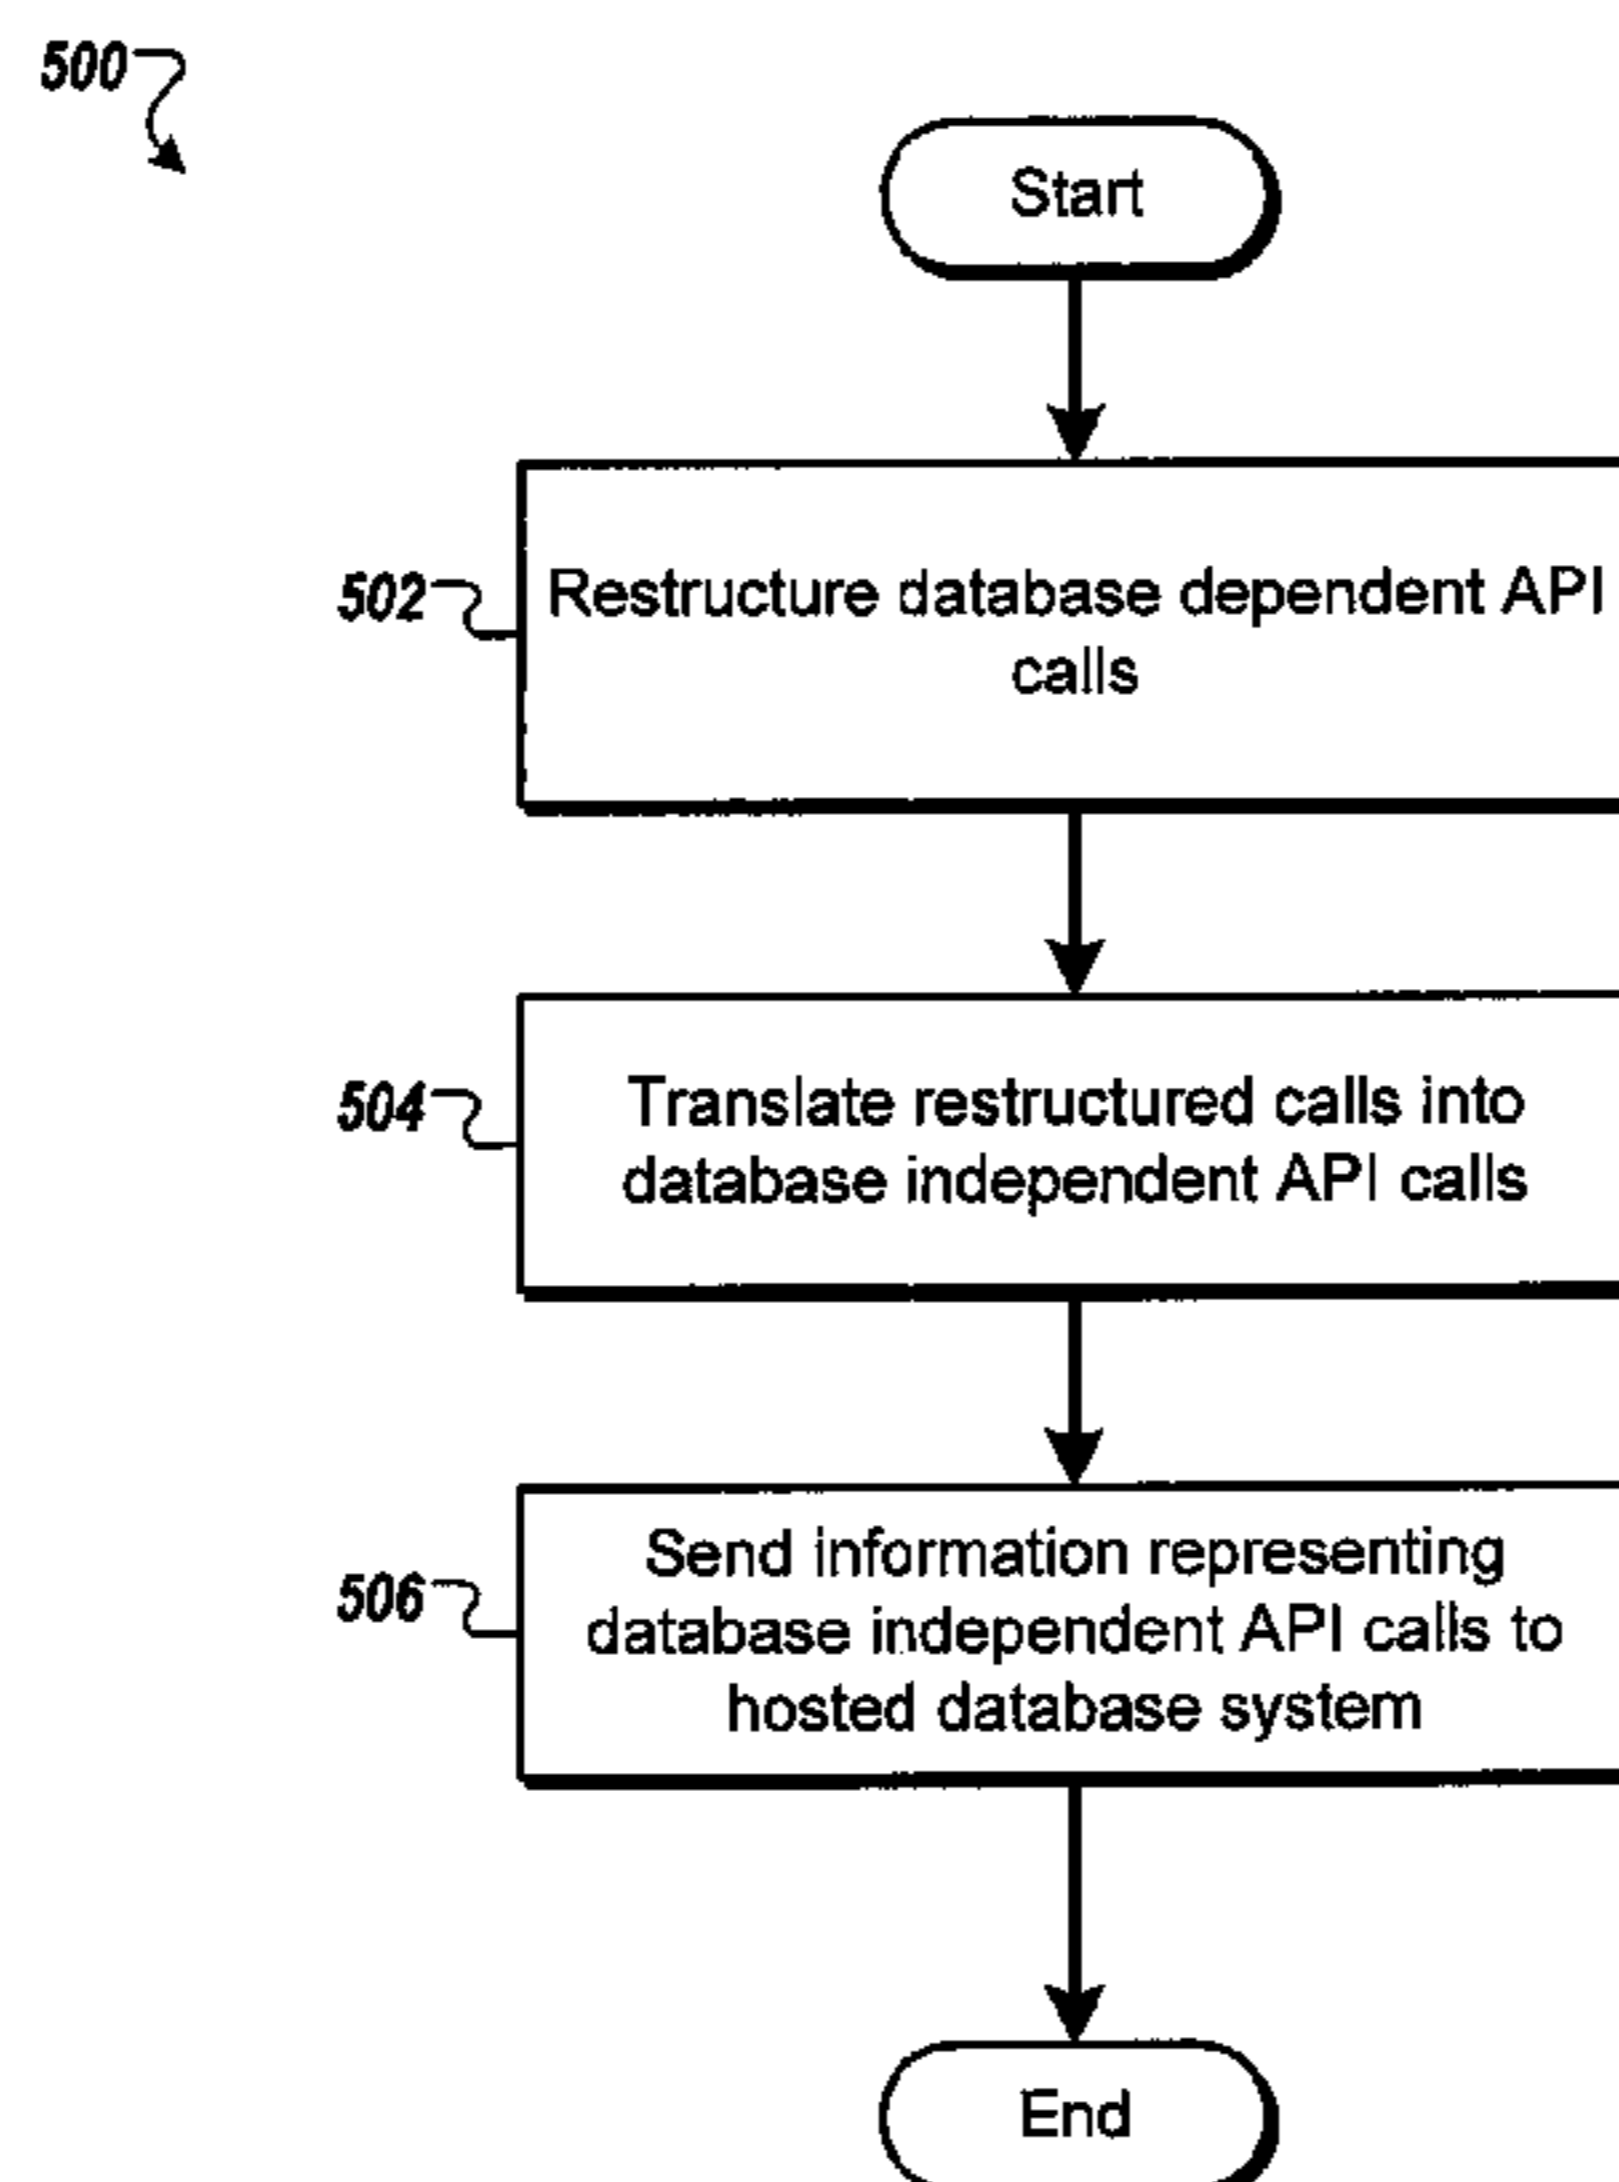 500
Start
502
Restructure database dependent API
calls
504
Translate restructured calls into
database independent API calls
506
Send information representing
database independent API calls to
hosted database system
End